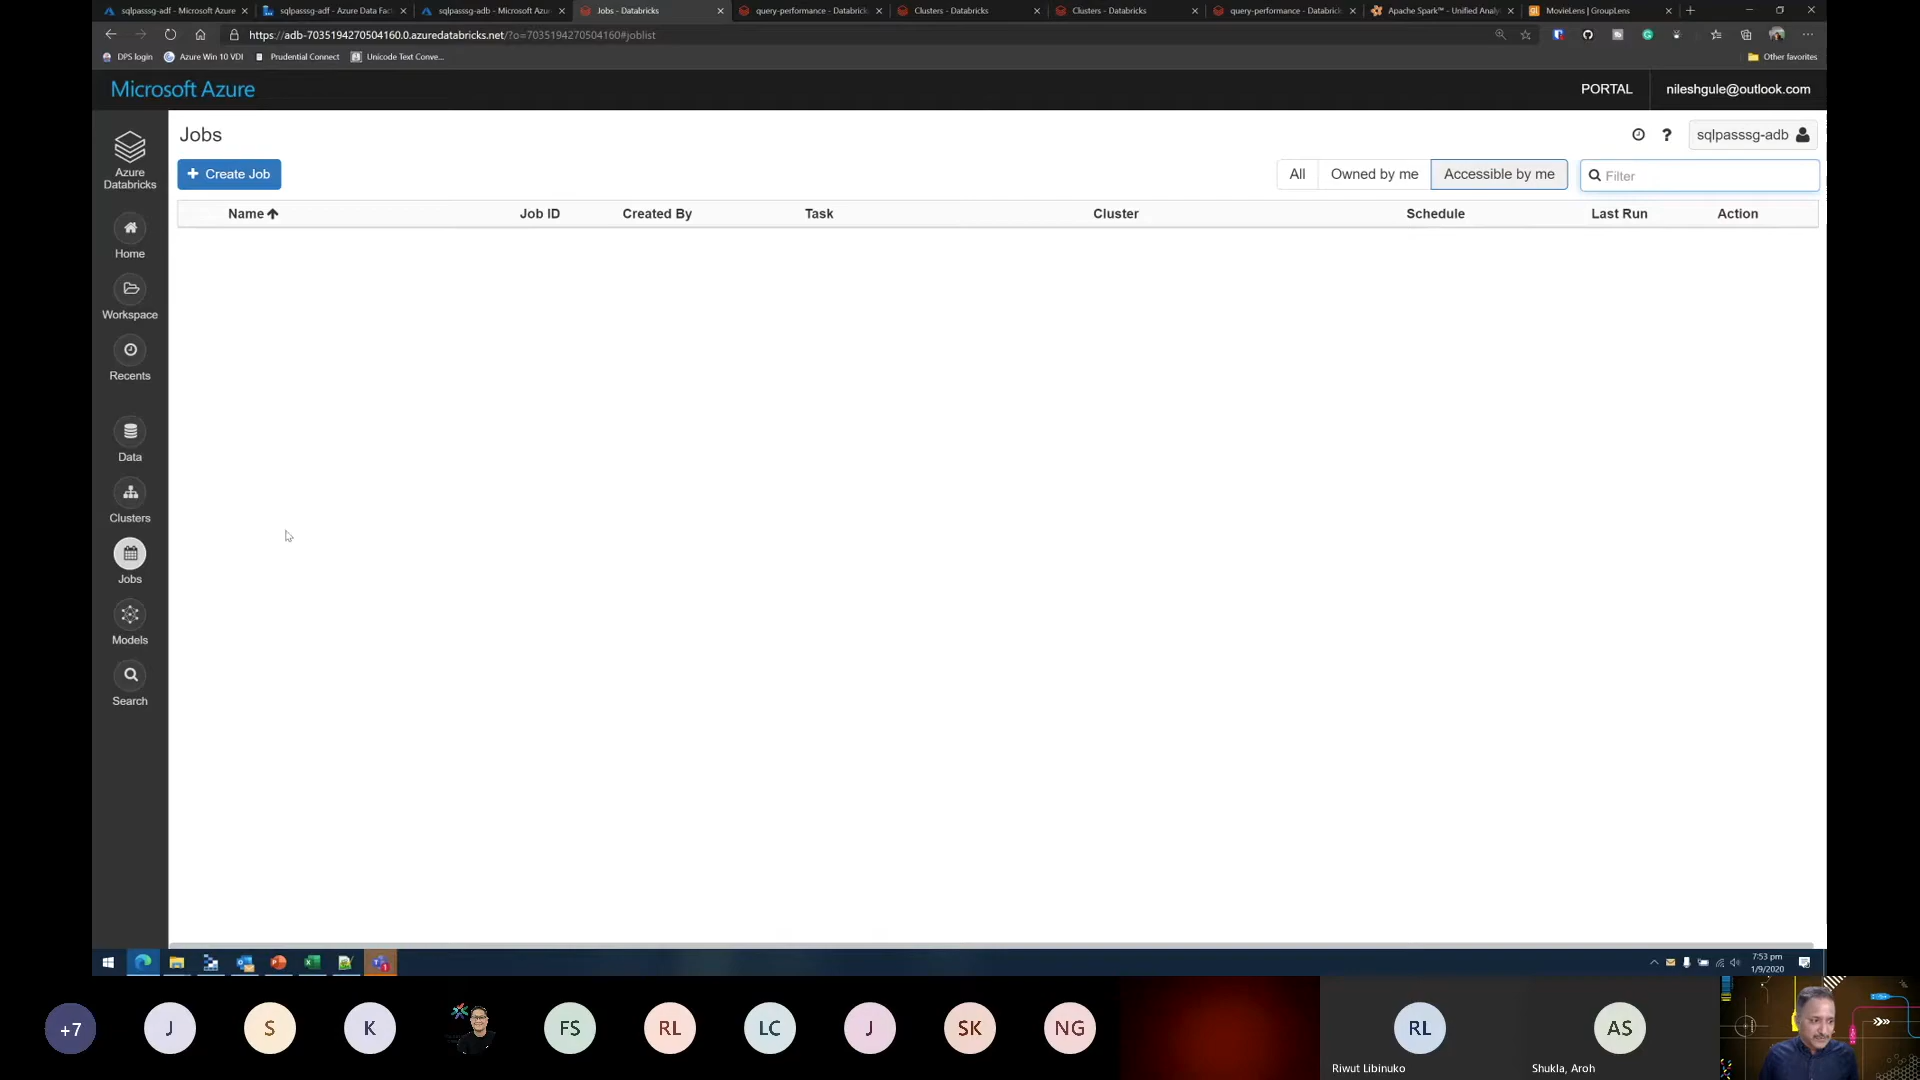 sqlpasssg-adf - Microsoft Azure
sqlpasssg-adf - Azure Data Fac
sqlpasssg-adb - Microsoft Azu
Jobs - Databricks
query-performance - Databrick
Clusters - Databricks
Clusters - Databricks
query-performance - Databrick
Apache Spark™ - Unified Analy
MovieLens | GroupLens
https://adb-7035194270504160.0.azuredatabricks.net/?o=7035194270504160#joblist
DPS login
Azure Win 10 VDI
Prudential Connect
Unicode Text Conve...
Other favorites
Microsoft Azure
PORTAL
nileshgule@outlook.com
Azure
Databricks
Home
Workspace
Recents
Data
Clusters
Jobs
Models
Search
Jobs
? sqlpasssg-adb
+ Create Job
All
Owned by me
Accessible by me
Filter
Name
Job ID
Created By
Task
Cluster
Schedule
Last Run
Action
7:53 pm
1/9/2020
+7
J
S
K
FS
RL
LC
J
SK
NG
RL
Riwut Libinuko
AS
Shukla, Aroh